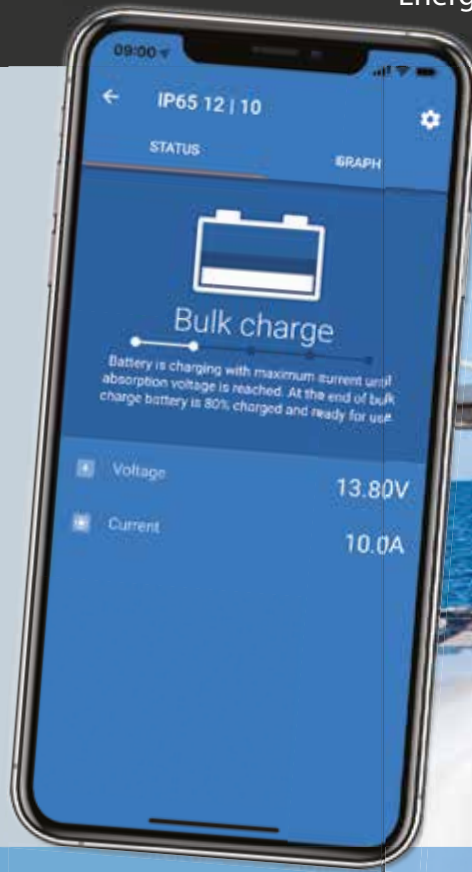 Energ
09:00
IP65 12 | 10
STATUS
GRAPH
Bulk charge
Battery is charging with maximum current until
absorption voltage is reached. At the end of bulk
charge battery is 80% charged and ready for use.
Voltage
13.80V
Current
10.0A